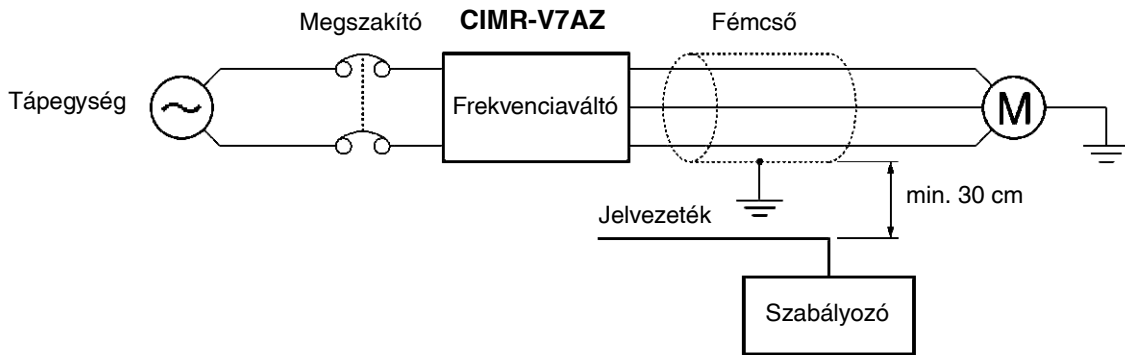 Megszakító
CIMR-V7AZ
Fémcső
Tápegység
Frekvenciaváltó
M
min. 30 cm
Jelvezeték
Szabályozó